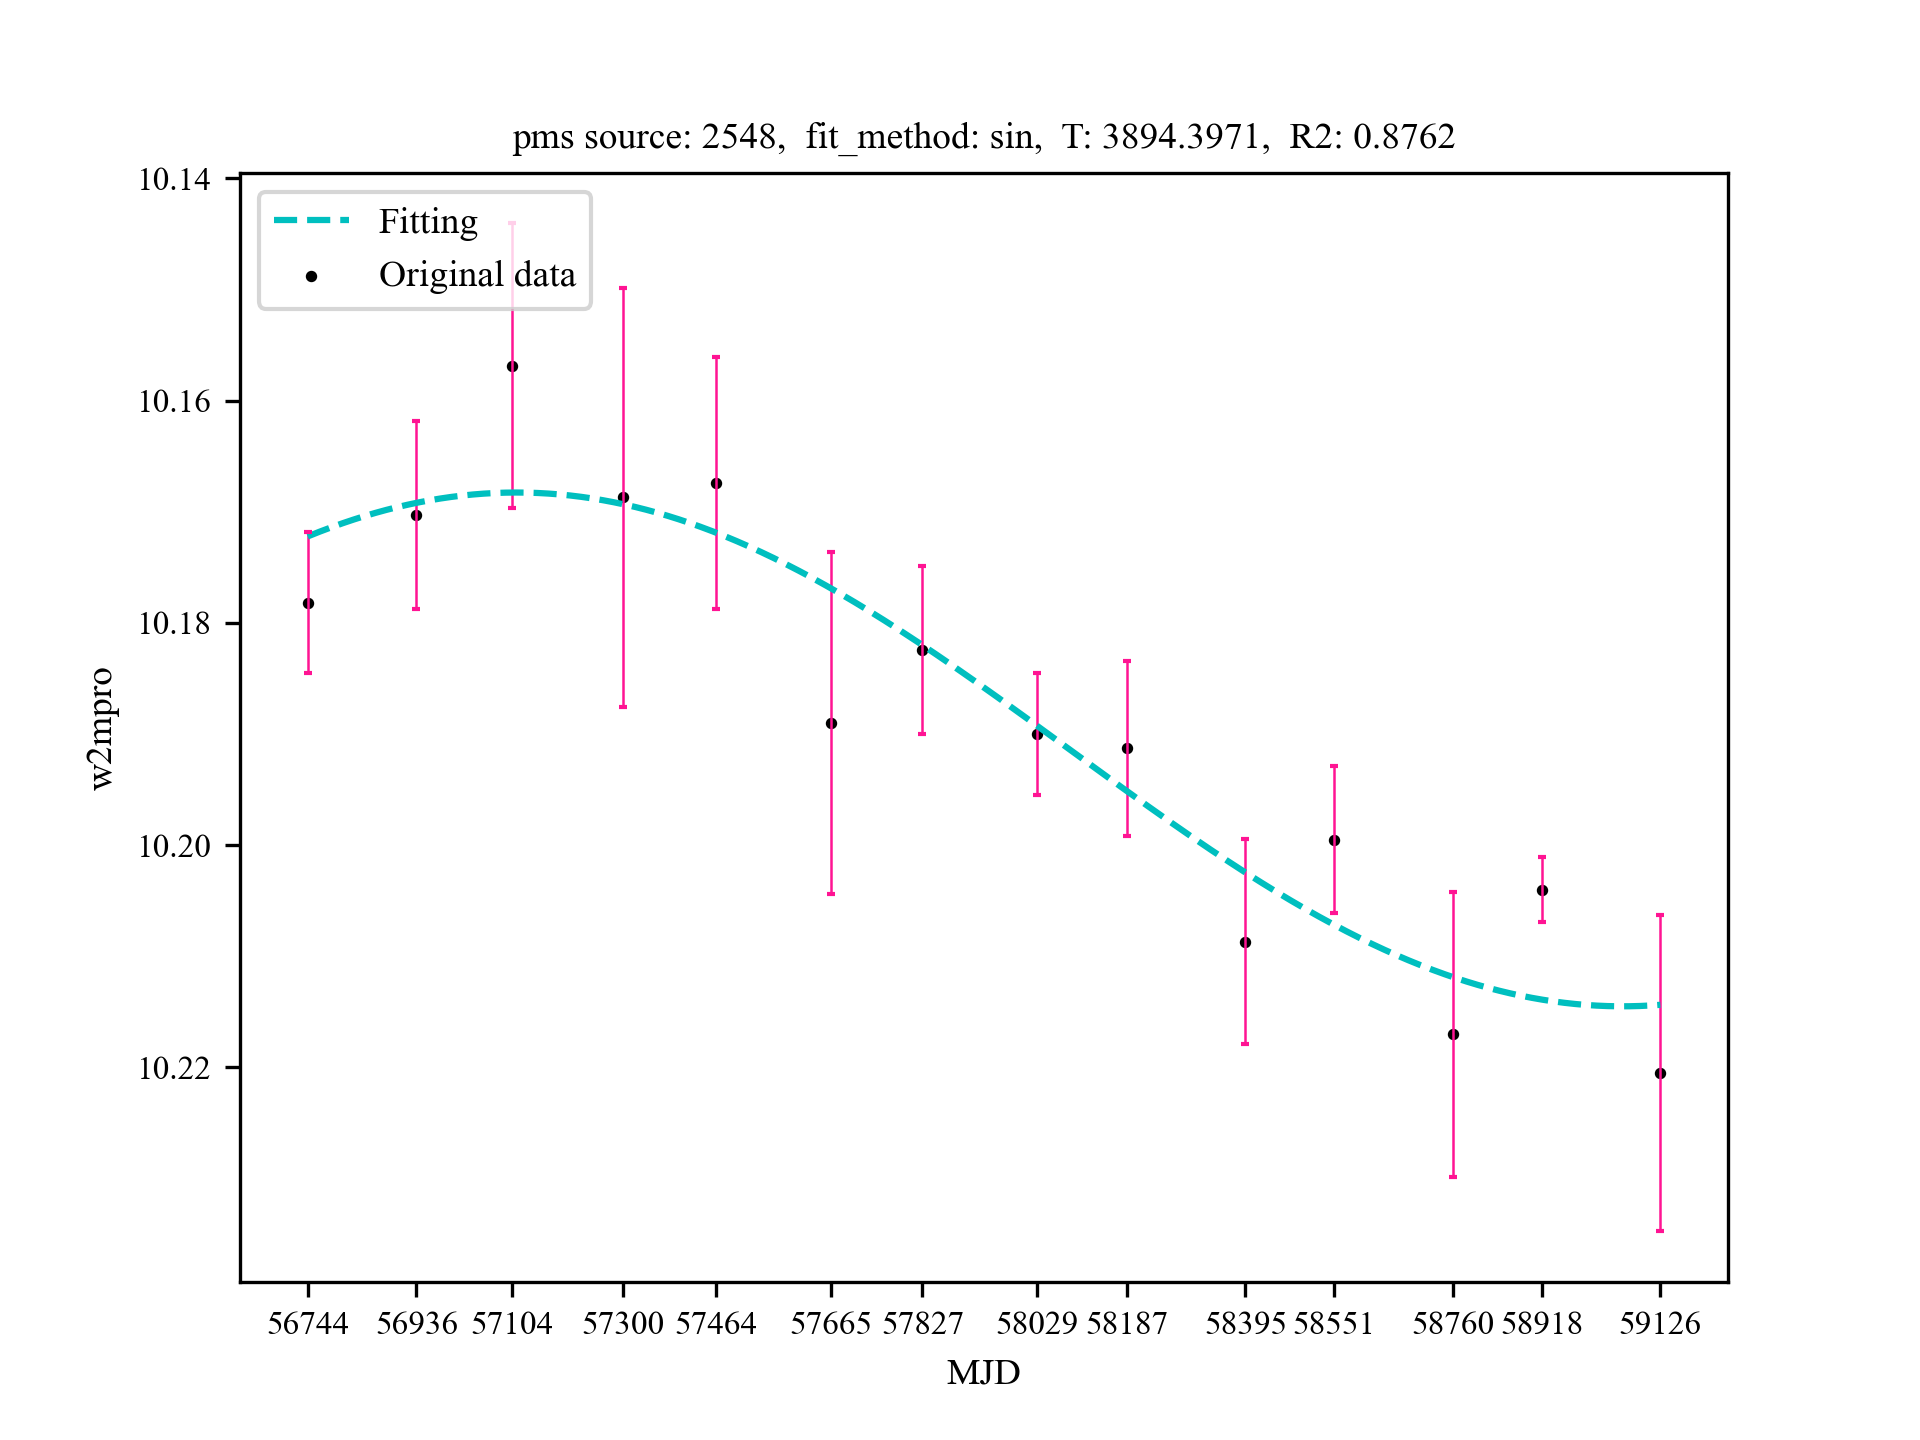 pms source: 2548, fit_method: sin, T: 3894.3971, R2: 0.8762
Fitting
Original data
10.14
10.16
10.18
10.20
10.22
w2mpro
56744 56936 57104 57300 57464 57665 57827 58029 58187 58395 58551 58760 58918 59126
MJD